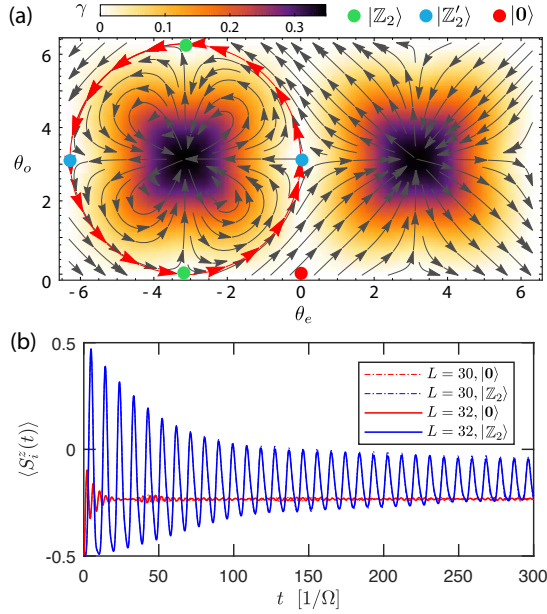 (a) γ 0 0.1 0.2 0.3 |ℤ₂⟩ |ℤ′₂⟩ |𝟎⟩
6
4
θₒ
2
0
-6 -4 -2 0 2 4 6
θₑ
(b)
0.5
L = 30, |𝟎⟩
L = 30, |ℤ₂⟩
L = 32, |𝟎⟩
L = 32, |ℤ₂⟩
⟨Sᵢᶻ(t)⟩
0
-0.5
0 50 100 150 200 250 300
t [1/Ω]